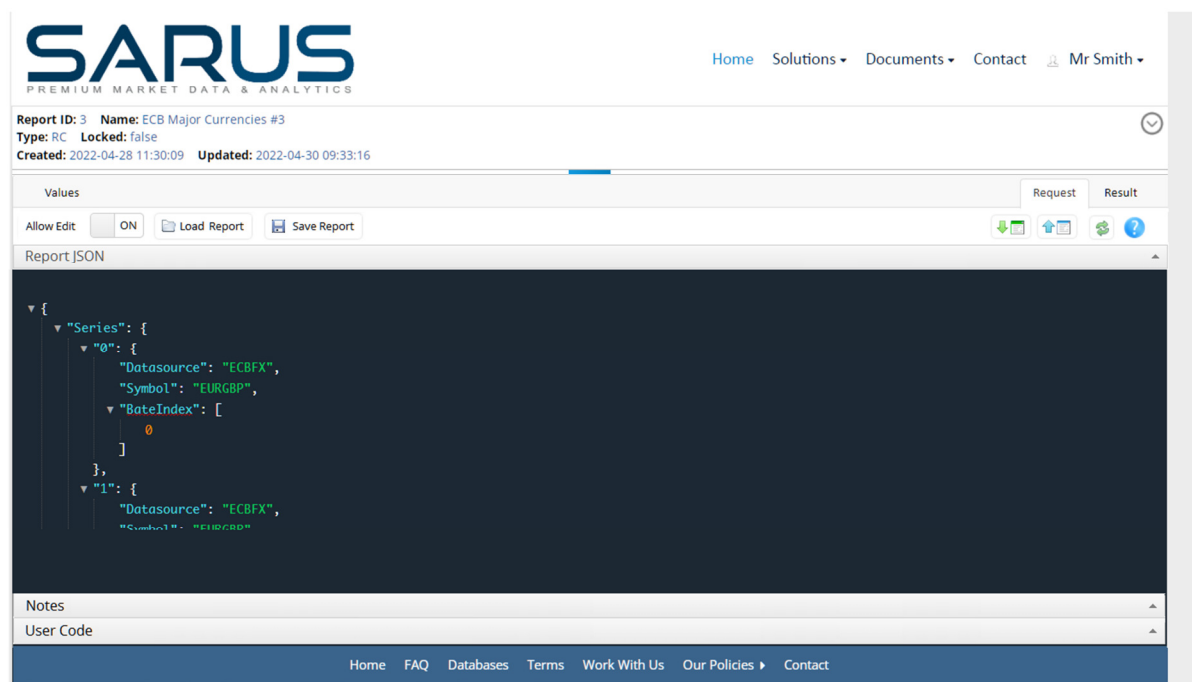 SARUS
PREMIUM MARKET DATA & ANALYTICS
Home Solutions Documents Contact Mr Smith
Report ID: 3 Name: ECB Major Currencies #3
Type: RC Locked: false
Created: 2022-04-28 11:30:09 Updated: 2022-04-30 09:33:16
Values Request Result
Allow Edit ON Load Report Save Report ?
Report JSON
{
"Series": {
"0": {
"Datasource": "ECBFX",
"Symbol": "EURGBP",
"BateIndex": [
0
]
},
"1": {
"Datasource": "ECBFX",
"Symbol": "EURGBP"
Notes
User Code
Home FAQ Databases Terms Work With Us Our Policies Contact